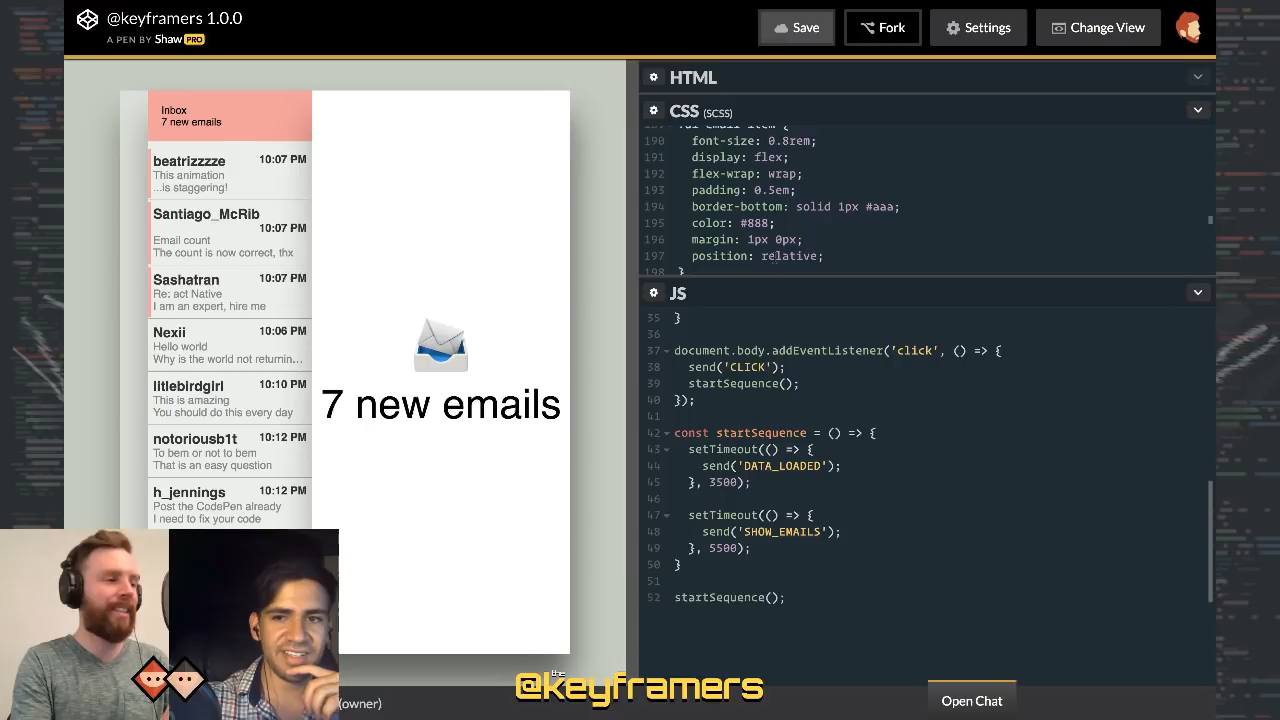 @keyframers 1.0.0
A PEN BY Shaw PRO
Save
Fork
Settings
Change View
Inbox
7 new emails
beatrizzzze 10:07 PM
This animation
...is staggering!
Santiago_McRib
10:07 PM
Email count
The count is now correct, thx
Sashatran 10:07 PM
Re: act Native
I am an expert, hire me
Nexii 10:06 PM
Hello world
Why is the world not returnin...
litlebirdgirl 10:10 PM
This is amazing
You should do this every day
notoriousb1t 10:12 PM
To bem or not to bem
That is an easy question
h_jennings 10:12 PM
Post the CodePen already
I need to fix your code
7 new emails
HTML
CSS (SCSS)
190 font-size: 0.8rem;
191 display: flex;
192 flex-wrap: wrap;
193 padding: 0.5em;
194 border-bottom: solid 1px #aaa;
195 color: #888;
196 margin: 1px 0px;
197 position: relative;
198 }
JS
35 }
36
37 document.body.addEventListener('click', () => {
38 send('CLICK');
39 startSequence();
40 });
41
42 const startSequence = () => {
43 setTimeout(() => {
44 send('DATA_LOADED');
45 }, 3500);
46
47 setTimeout(() => {
48 send('SHOW_EMAILS');
49 }, 5500);
50 }
51
52 startSequence();
(owner)
the
@keyframers
Open Chat